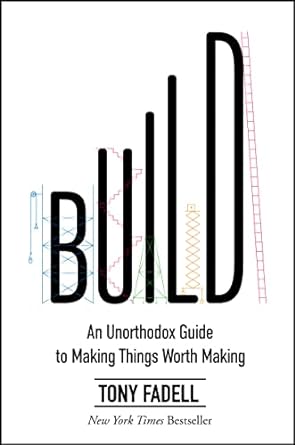 BUILD
An Unorthodox Guide
to Making Things Worth Making
TONY FADELL
New York Times Bestseller